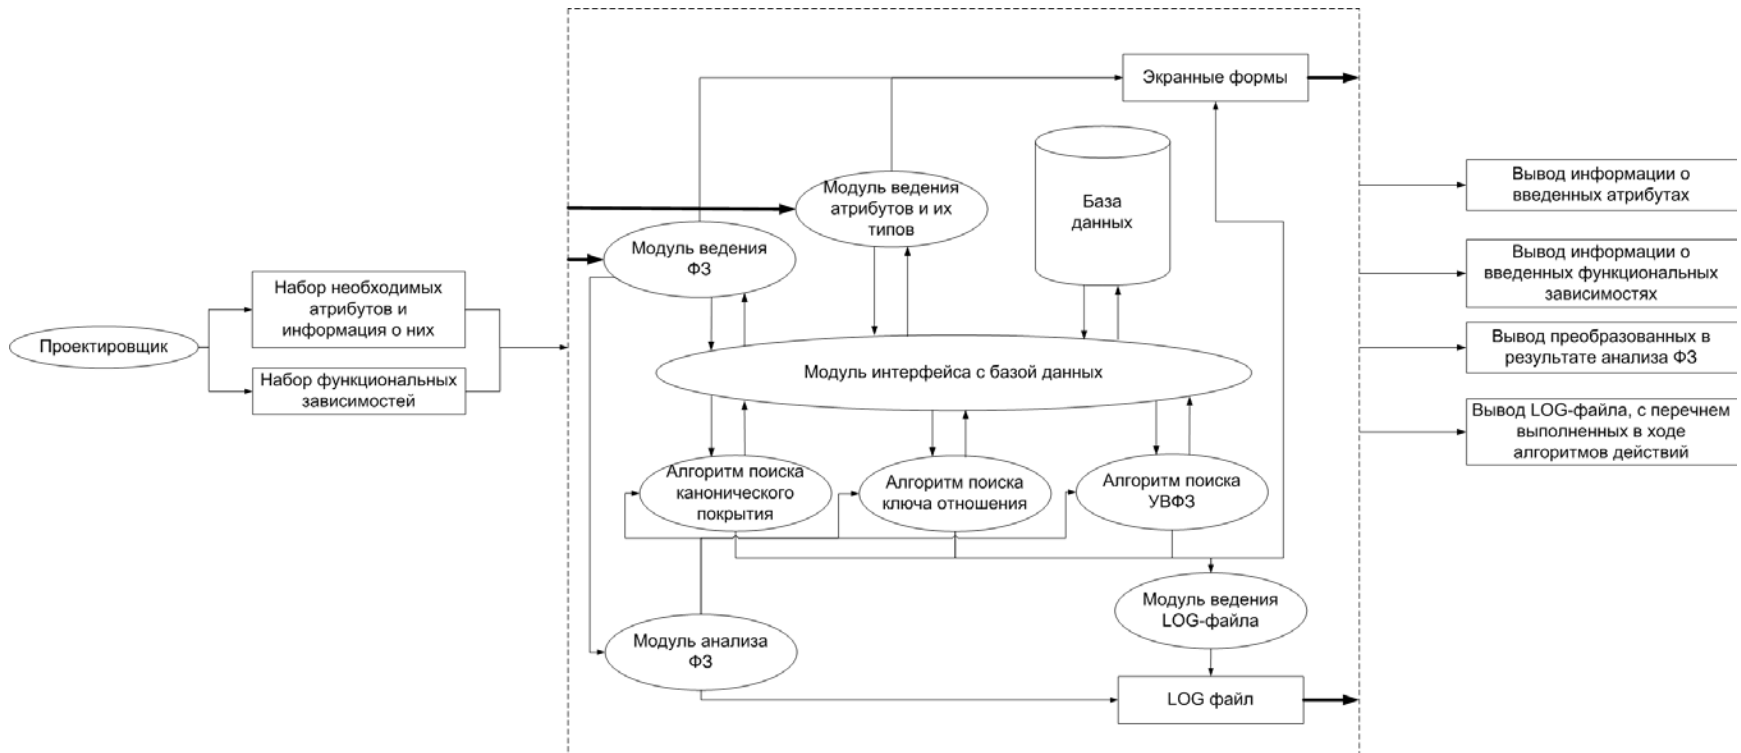 Проектировщик
Набор необходимых
атрибутов и
информация о них
Набор функциональных
зависимостей
Экранные формы
Модуль ведения
атрибутов и их
типов
База
данных
Модуль ведения
ФЗ
Модуль интерфейса с базой данных
Алгоритм поиска
канонического
покрытия
Алгоритм поиска
ключа отношения
Алгоритм поиска
УВФЗ
Модуль ведения
LOG-файла
Модуль анализа
ФЗ
LOG файл
Вывод информации о
введенных атрибутах
Вывод информации о
введенных функциональных
зависимостях
Вывод преобразованных в
результате анализа ФЗ
Вывод LOG-файла, с перечнем
выполненных в ходе
алгоритмов действий